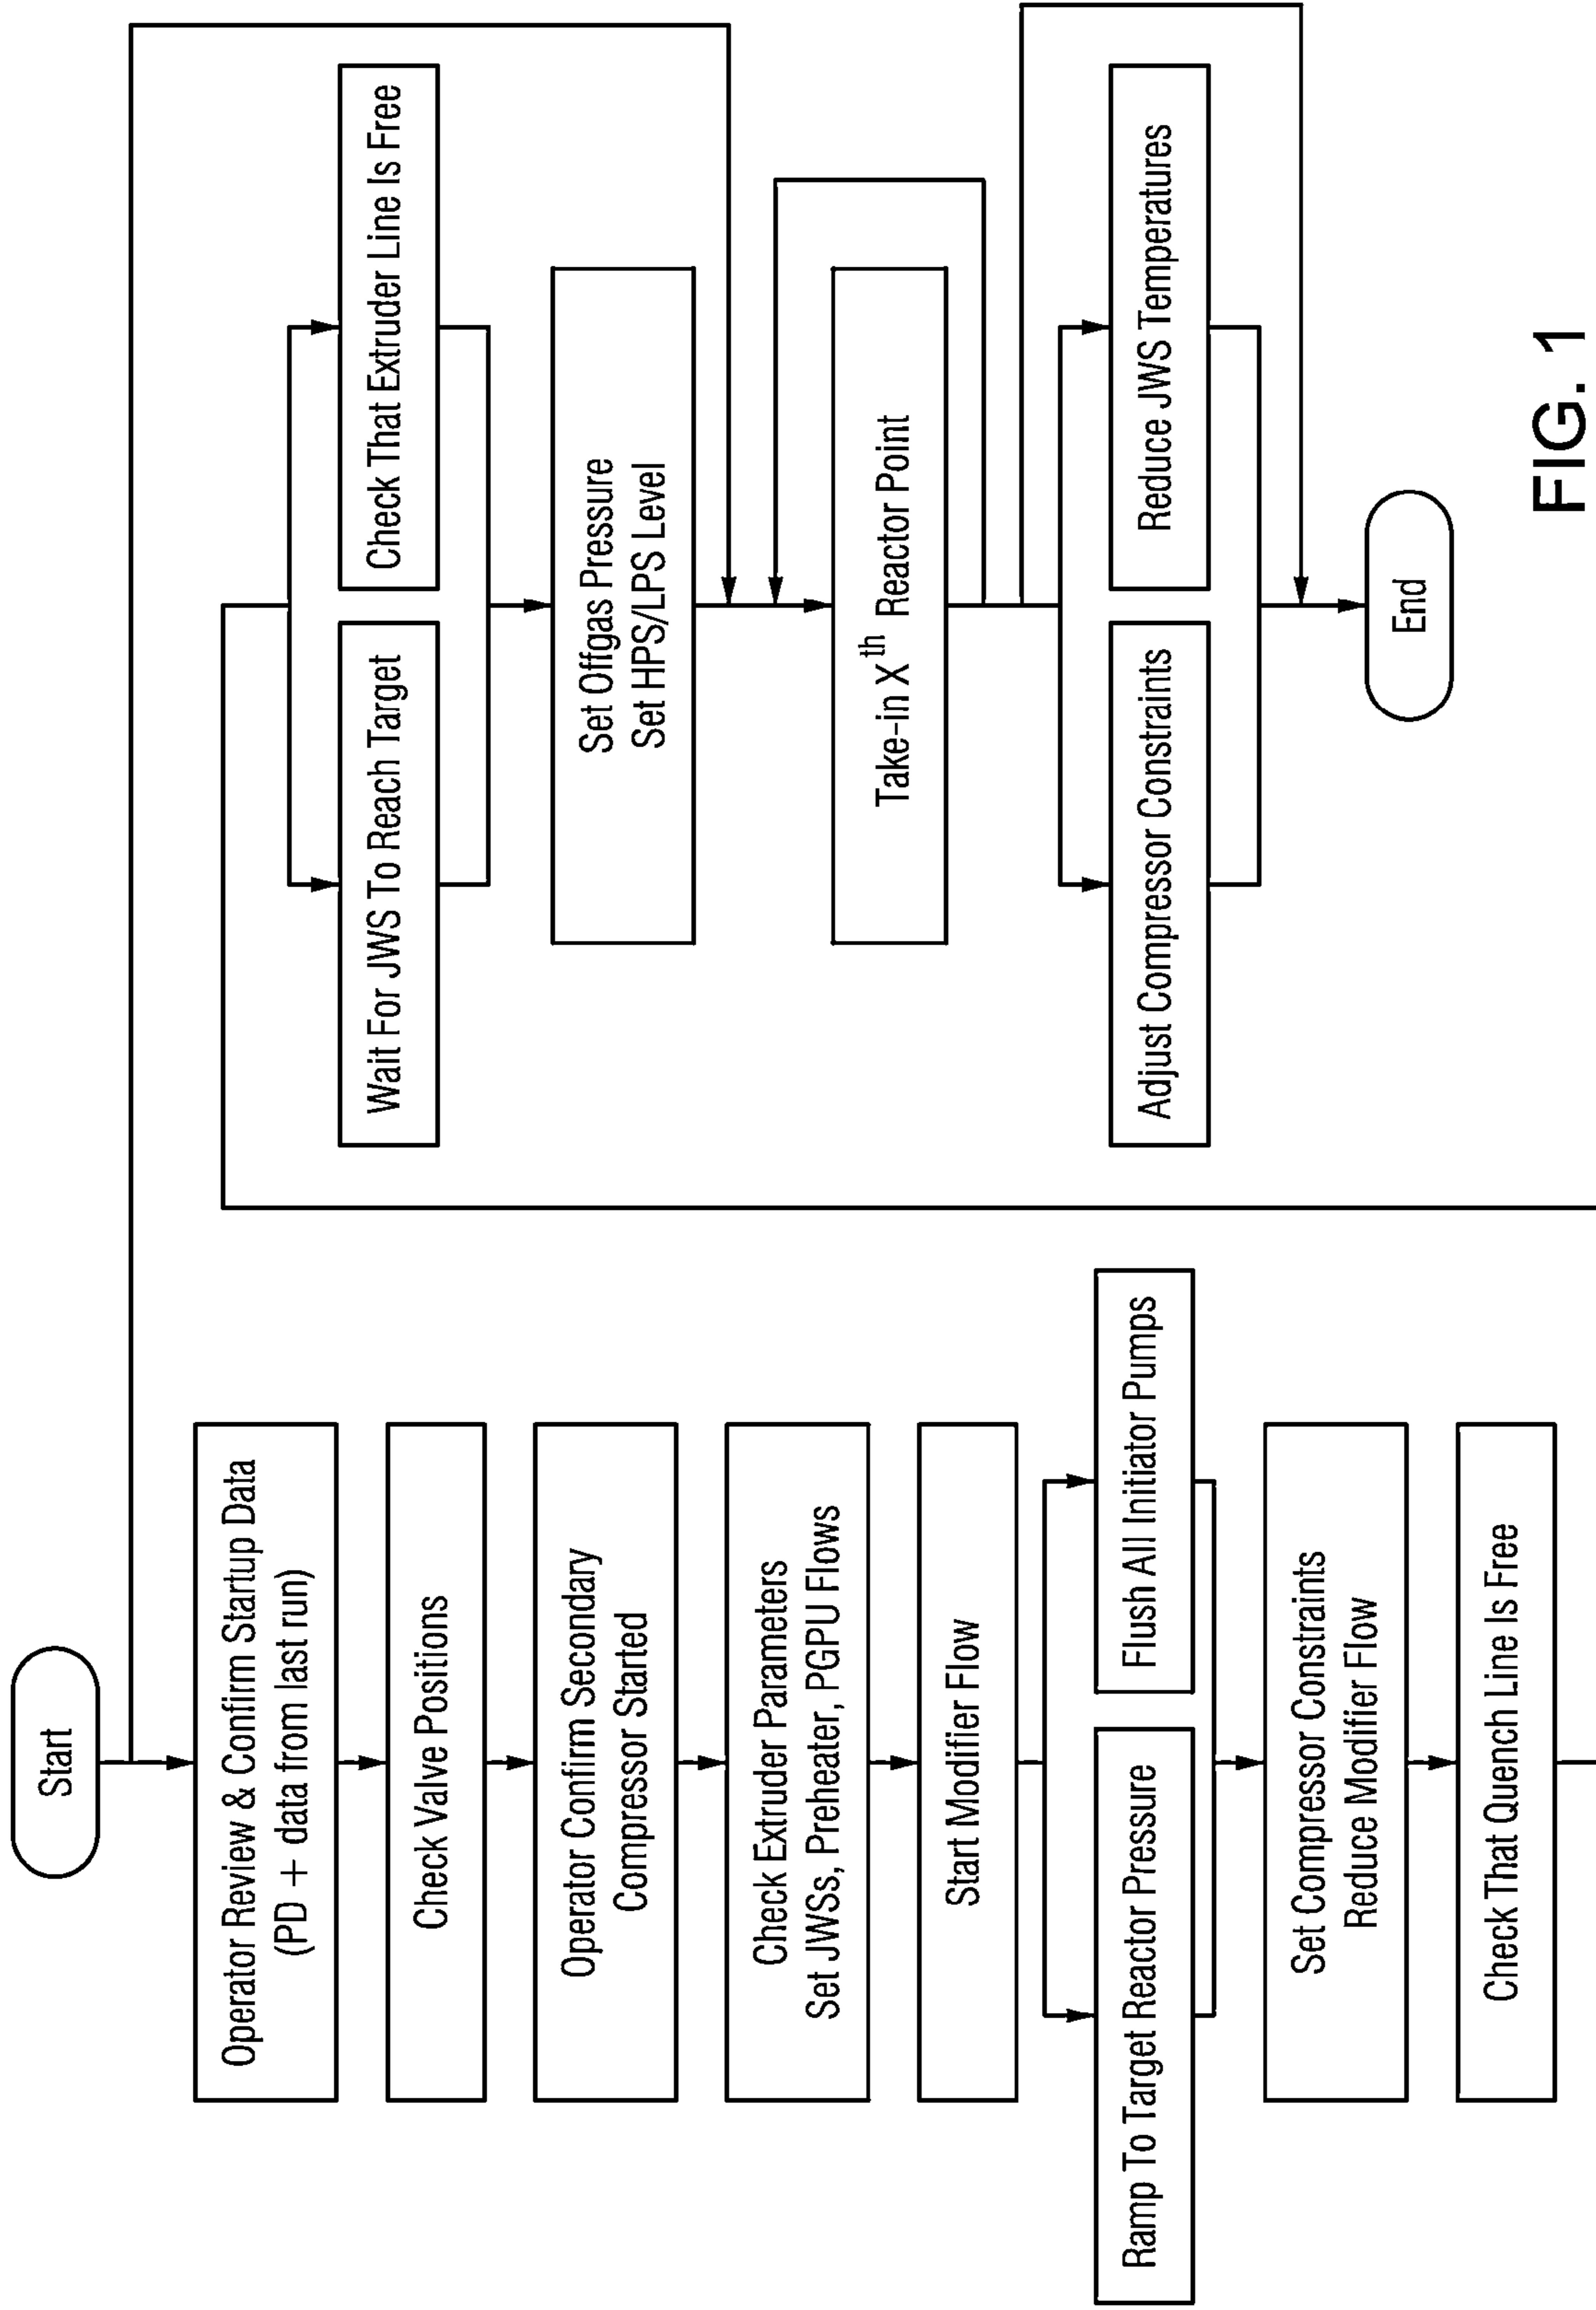 Start
Operator Review & Confirm Startup Data
(PD + data from last run)
Check Valve Positions
Operator Confirm Secondary
Compressor Started
Check Extruder Parameters
Set JWSs, Preheater, PGPU Flows
Start Modifier Flow
Ramp To Target Reactor Pressure
Flush All Initiator Pumps
Set Compressor Constraints
Reduce Modifier Flow
Check That Quench Line Is Free
Wait For JWS To Reach Target
Check That Extruder Line Is Free
Set Offgas Pressure
Set HPS/LPS Level
Take-in Xth Reactor Point
Adjust Compressor Constraints
Reduce JWS Temperatures
End
FIG. 1